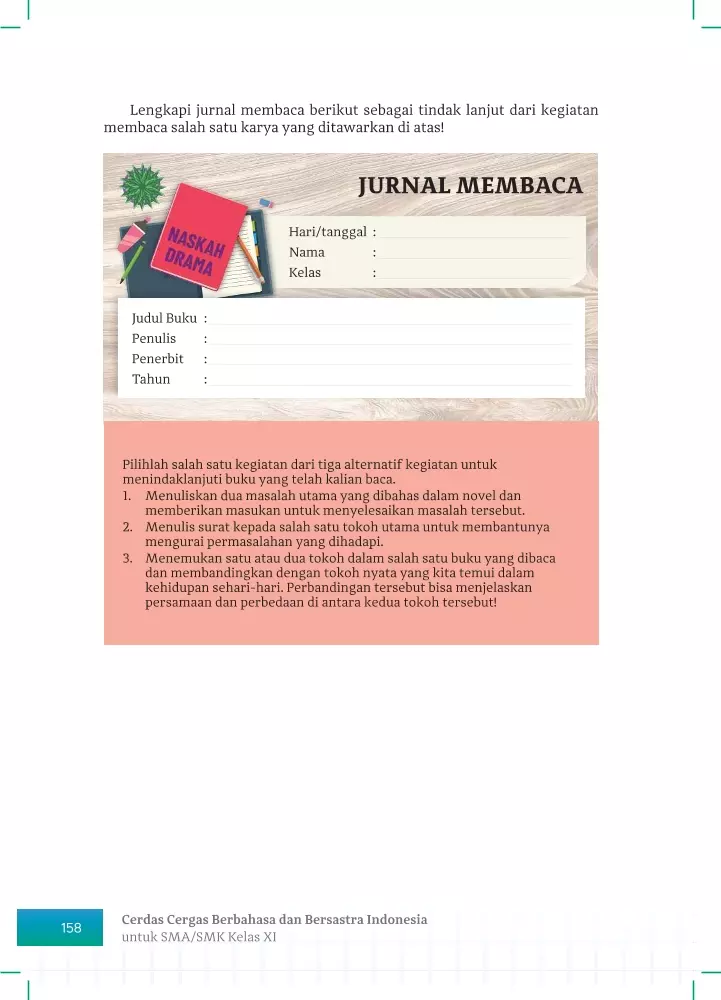 Lengkapi jurnal membaca berikut sebagai tindak lanjut dari kegiatan
membaca salah satu karya yang ditawarkan di atas!
JURNAL MEMBACA
NASKAH
DRAMA
Hari/tanggal :
Nama :
Kelas :
Judul Buku :
Penulis :
Penerbit :
Tahun :
Pilihlah salah satu kegiatan dari tiga alternatif kegiatan untuk
menindaklanjuti buku yang telah kalian baca.
1. Menuliskan dua masalah utama yang dibahas dalam novel dan
memberikan masukan untuk menyelesaikan masalah tersebut.
2. Menulis surat kepada salah satu tokoh utama untuk membantunya
mengurai permasalahan yang dihadapi.
3. Menemukan satu atau dua tokoh dalam salah satu buku yang dibaca
dan membandingkan dengan tokoh nyata yang kita temui dalam
kehidupan sehari-hari. Perbandingan tersebut bisa menjelaskan
persamaan dan perbedaan di antara kedua tokoh tersebut!
158
Cerdas Cergas Berbahasa dan Bersastra Indonesia
untuk SMA/SMK Kelas XI